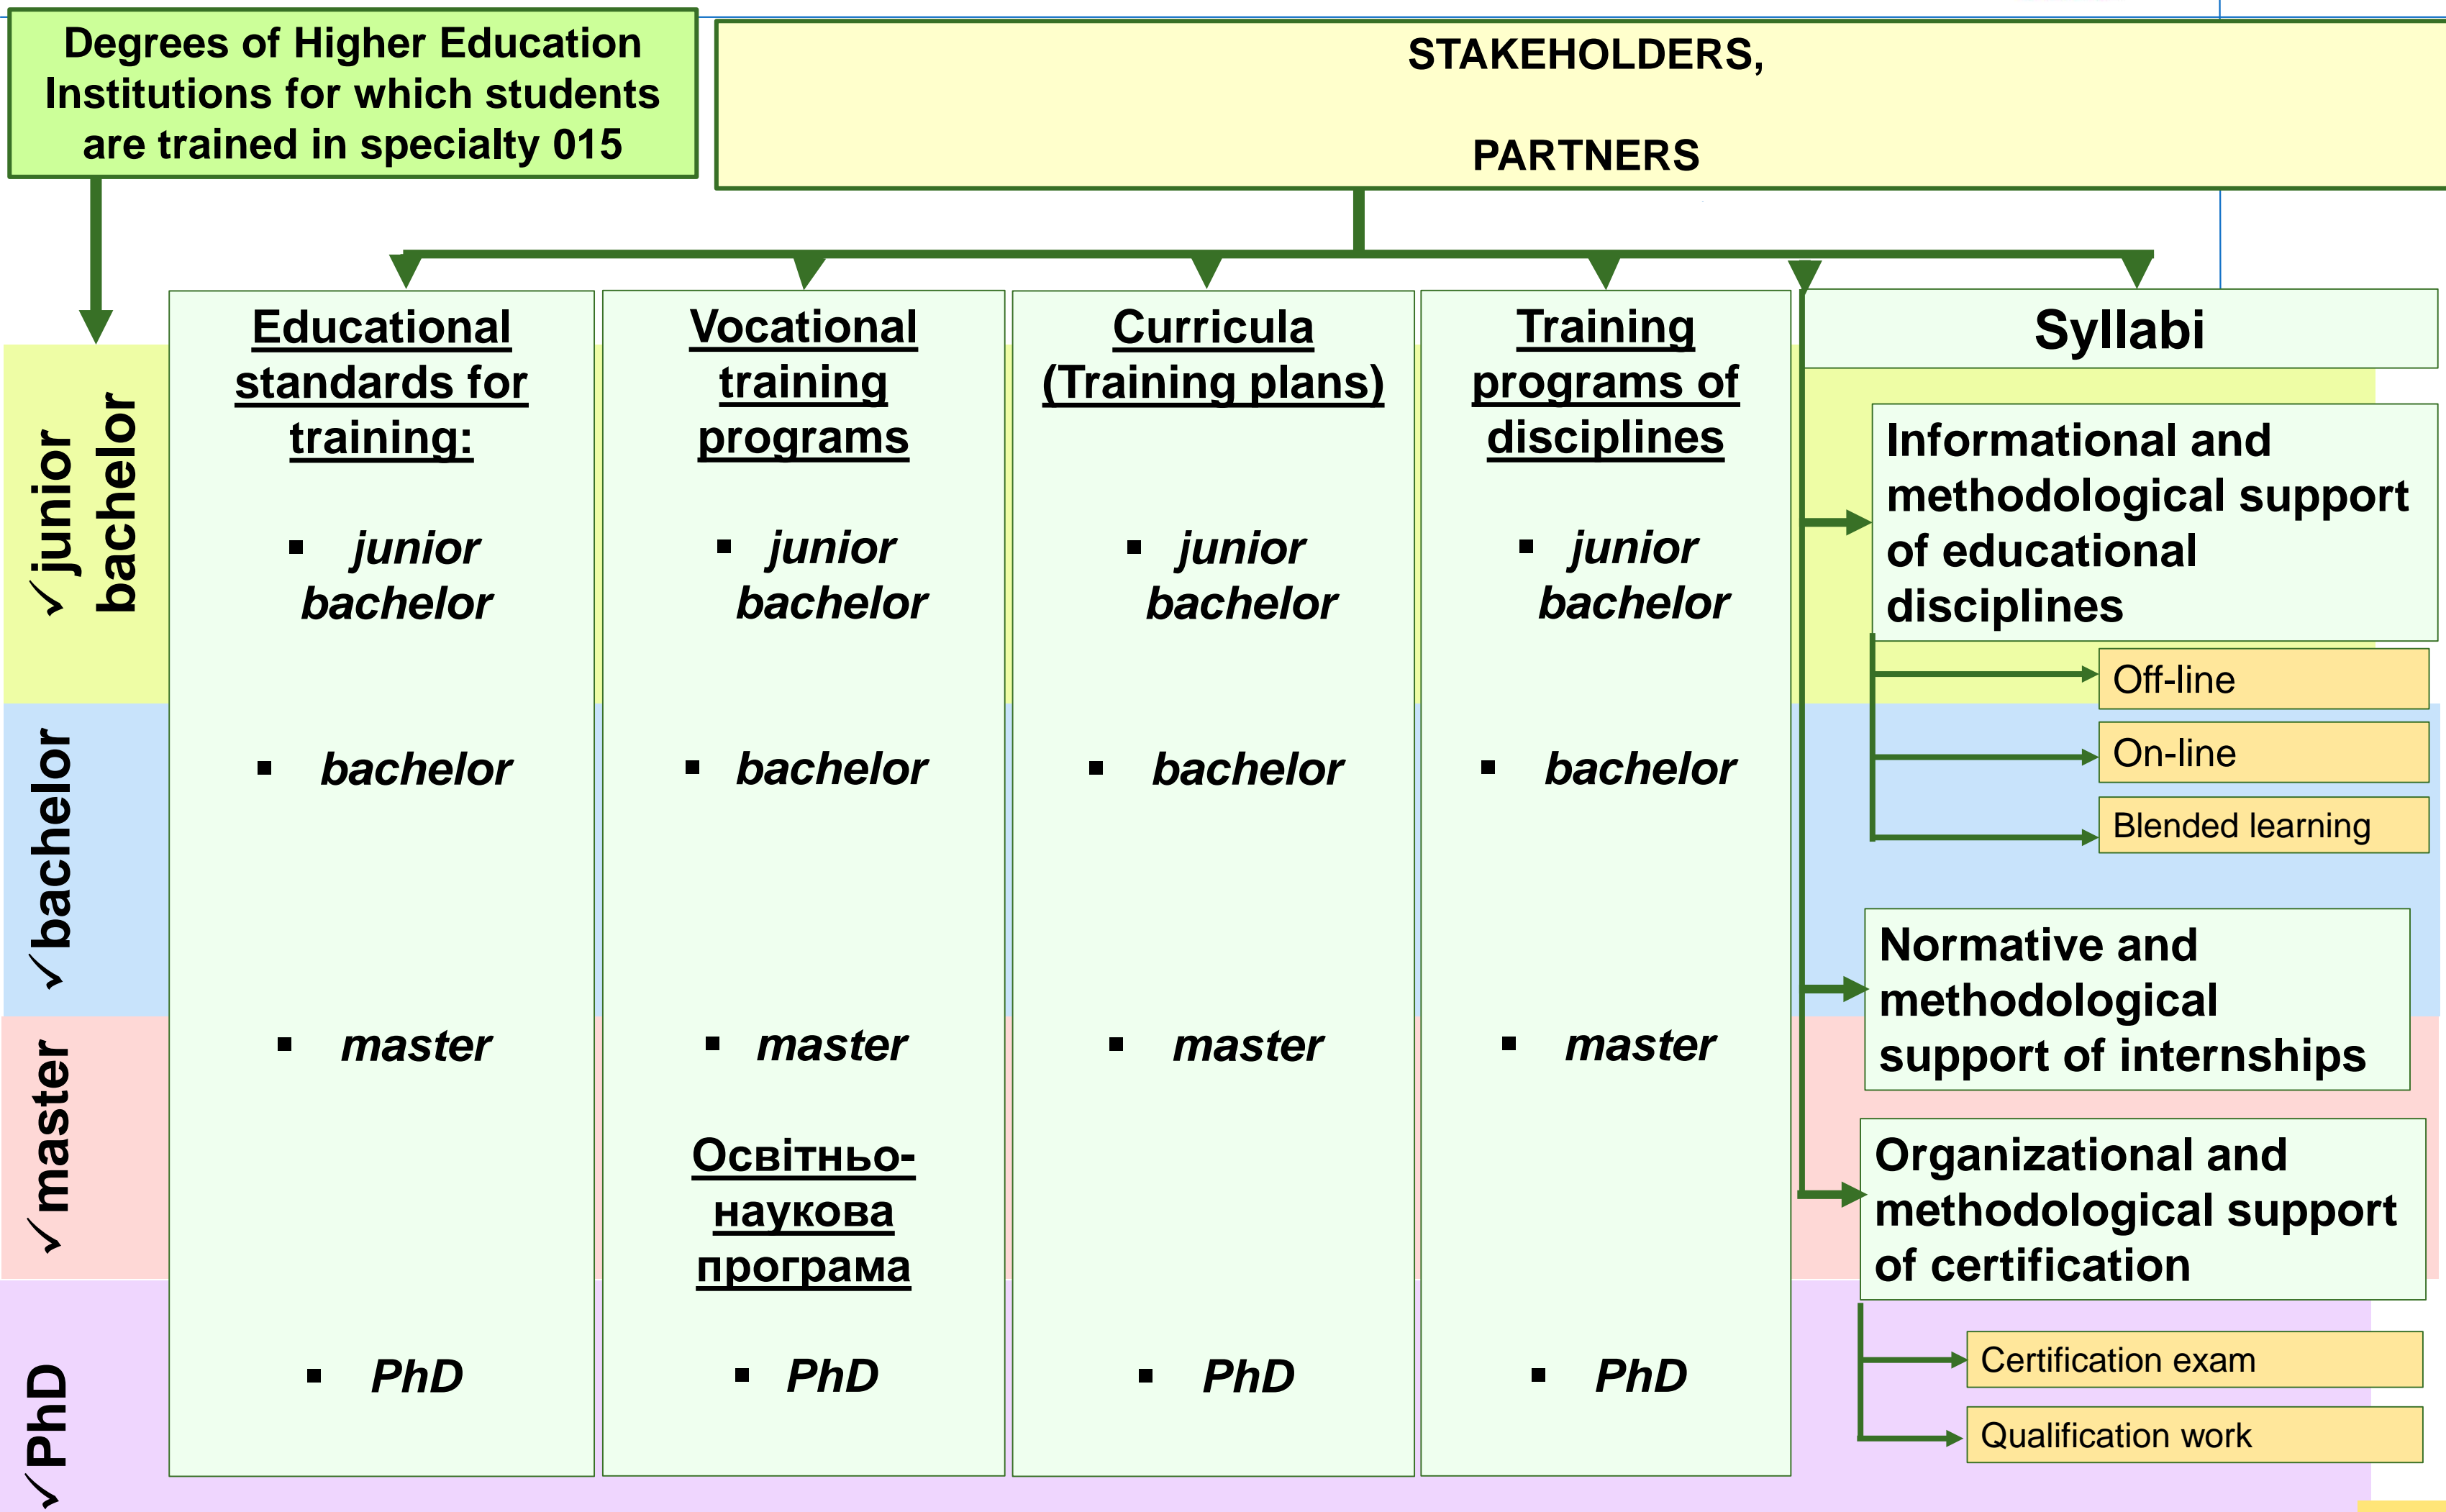 Degrees of Higher Education
Institutions for which students
are trained in specialty 015
STAKEHOLDERS,
PARTNERS
✓junior
bachelor
✓bachelor
✓master
✓PhD
Educational
standards for
training:
▪ junior
bachelor
▪ bachelor
▪ master
▪ PhD
Vocational
training
programs
▪ junior
bachelor
▪ bachelor
▪ master
Освітньо-
наукова
програма
▪ PhD
Curricula
(Training plans)
▪ junior
bachelor
▪ bachelor
▪ master
▪ PhD
Training
programs of
disciplines
▪ junior
bachelor
▪ bachelor
▪ master
▪ PhD
Syllabi
Informational and
methodological support
of educational
disciplines
Off-line
On-line
Blended learning
Normative and
methodological
support of internships
Organizational and
methodological support
of certification
Certification exam
Qualification work